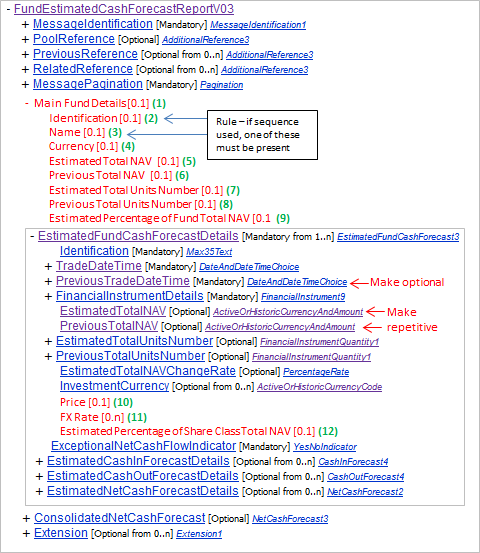 - FundEstimatedCashForecastReportV03
+ MessageIdentification [Mandatory] MessageIdentification1
+ PoolReference [Optional] AdditionalReference3
+ PreviousReference [Optional from 0..n] AdditionalReference3
+ RelatedReference [Optional from 0..n] AdditionalReference3
+ MessagePagination [Mandatory] Pagination
- Main Fund Details [0.1] (1)
Identification [0.1] (2)
Name [0.1] (3)
Currency [0.1] (4)
Rule – if sequence
used, one of these
must be present
Estimated Total NAV [0.1] (5)
Previous Total NAV [0.1] (6)
Estimated Total Units Number [0.1] (7)
Previous Total Units Number [0.1] (8)
Estimated Percentage of Fund Total NAV [0.1 (9)
- EstimatedFundCashForecastDetails [Mandatory from 1..n] EstimatedFundCashForecast3
Identification [Mandatory] Max35Text
+ TradeDateTime [Mandatory] DateAndDateTimeChoice
+ PreviousTradeDateTime [Mandatory] DateAndDateTimeChoice Make optional
+ FinancialInstrumentDetails [Mandatory] FinancialInstrument9
EstimatedTotalNAV [Optional] ActiveOrHistoricCurrencyAndAmount Make
PreviousTotalNAV [Optional] ActiveOrHistoricCurrencyAndAmount repetitive
+ EstimatedTotalUnitsNumber [Optional] FinancialInstrumentQuantity1
+ PreviousTotalUnitsNumber [Optional] FinancialInstrumentQuantity1
EstimatedTotalNAVChangeRate [Optional] PercentageRate
InvestmentCurrency [Optional from 0..n] ActiveOrHistoricCurrencyCode
Price [0.1] (10)
FX Rate [0.n] (11)
Estimated Percentage of Share Class Total NAV [0.1] (12)
ExceptionalNetCashFlowIndicator [Mandatory] YesNoIndicator
+ EstimatedCashInForecastDetails [Optional from 0..n] CashInForecast4
+ EstimatedCashOutForecastDetails [Optional from 0..n] CashOutForecast4
+ EstimatedNetCashForecastDetails [Optional from 0..n] NetCashForecast2
+ ConsolidatedNetCashForecast [Optional] NetCashForecast3
+ Extension [Optional from 0..n] Extension1